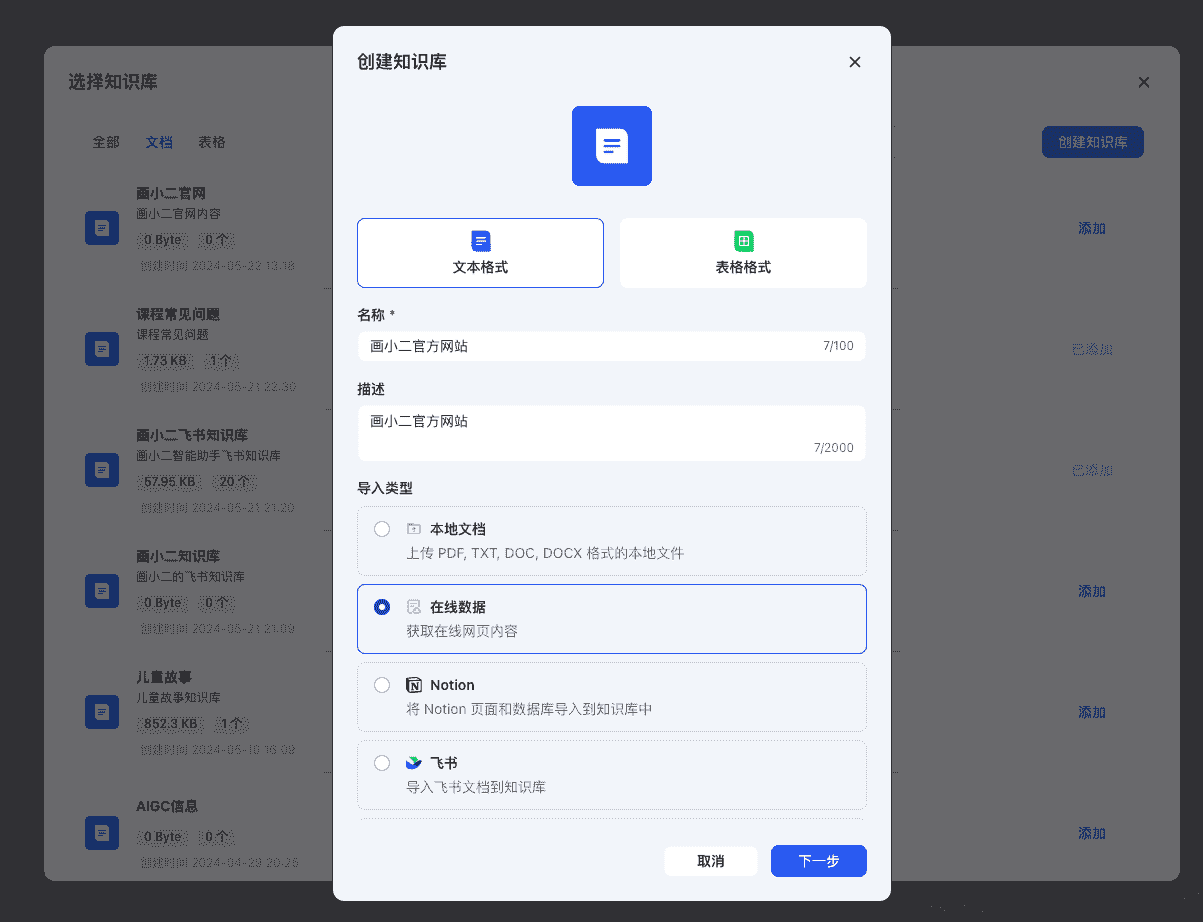 选择知识库
全部 文档 表格
创建知识库
画小二官网
画小二官网内容
0 Byte 0 个
创建时间 2024-05-22 13:18
添加
课程常见问题
课程常见问题
1.73 KB 1 个
创建时间 2024-05-21 22:30
已添加
画小二飞书知识库
画小二智能助手飞书知识库
57.95 KB 20 个
创建时间 2024-05-21 21:20
已添加
画小二知识库
画小二的飞书知识库
0 Byte 0 个
创建时间 2024-05-21 21:09
添加
儿童故事
儿童故事知识库
852.3 KB 1 个
创建时间 2024-05-10 16:09
添加
AIGC信息
0 Byte 0 个
创建时间 2024-04-29 20:26
添加
创建知识库
文本格式
表格格式
名称 *
画小二官方网站 7/100
描述
画小二官方网站
7/2000
导入类型
本地文档
上传 PDF, TXT, DOC, DOCX 格式的本地文件
在线数据
获取在线网页内容
Notion
将 Notion 页面和数据库导入到知识库中
飞书
导入飞书文档到知识库
取消 下一步